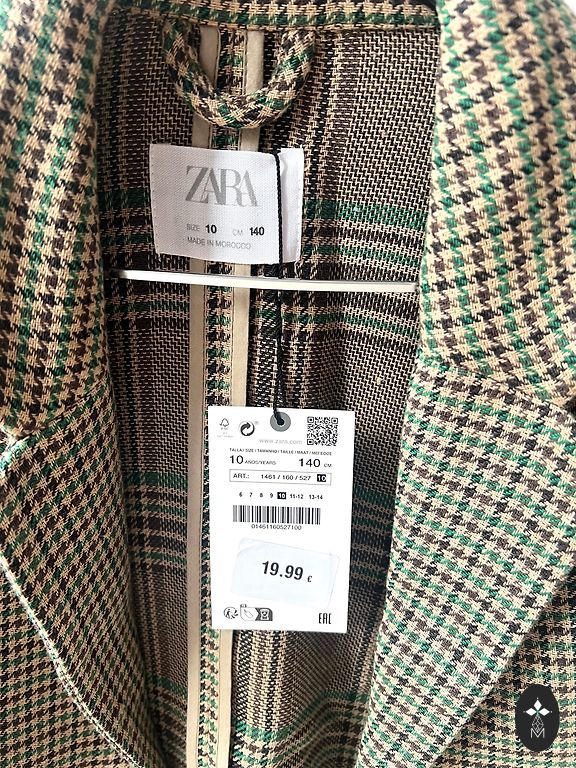 ZARA
SIZE 10 CM 140
MADE IN MOROCCO
www.zara.com
TALLA / SIZE / TAMANHO / TAILLE / MAAT / ΜΕΓΕΘΟΣ
10 AÑOS/YEARS 140 CM
ART.: 1461 / 160 / 527 10
6 7 8 9 10 11-12 13-14
01461160527100
19.99 €
EAC
M